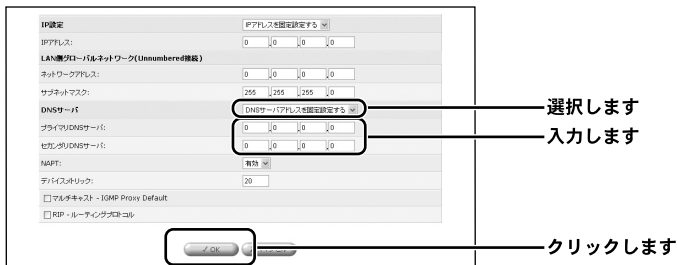 IP設定 IPアドレスを固定設定する
IPアドレス: 0 .0 .0 .0
LAN側グローバルネットワーク(Unnumbered接続)
ネットワークアドレス: 0 .0 .0 .0
サブネットマスク: 255 .255 .255 .0
DNSサーバ DNSサーバアドレスを固定設定する 選択します
プライマリDNSサーバ: 0 .0 .0 .0 入力します
セカンダリDNSサーバ: 0 .0 .0 .0
NAPT: 有効
デバイスメトリック: 20
マルチキャスト - IGMP Proxy Default
RIP - ルーティングプロトコル
✓ OK クリックします